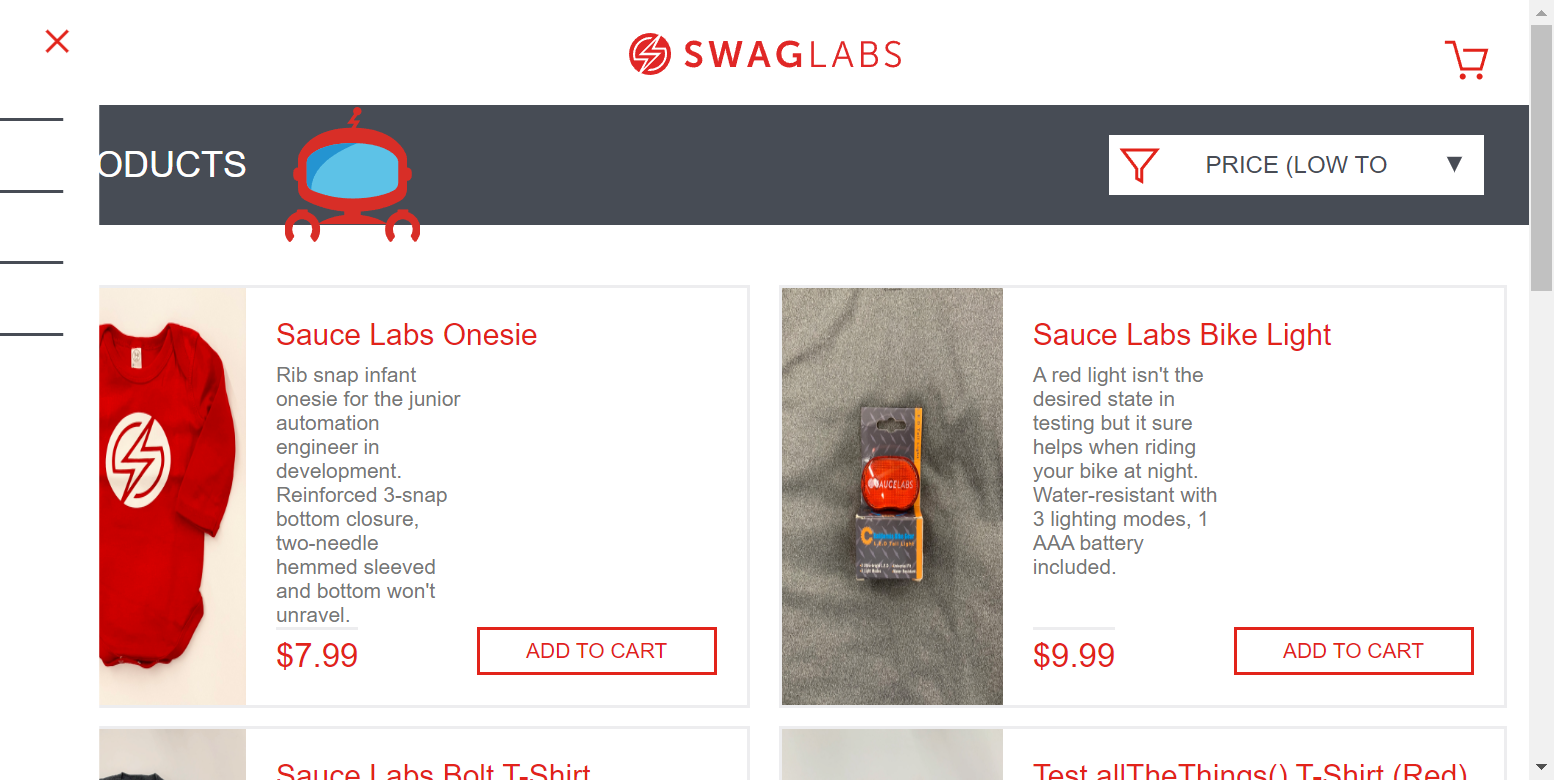 SWAGLABS
ODUCTS
PRICE (LOW TO
▼
Sauce Labs Onesie
Rib snap infant
onesie for the junior
automation
engineer in
development.
Reinforced 3-snap
bottom closure,
two-needle
hemmed sleeved
and bottom won't
unravel.
$7.99
ADD TO CART
SAUCELABS
Sauce Labs Bike Light
A red light isn't the
desired state in
testing but it sure
helps when riding
your bike at night.
Water-resistant with
3 lighting modes, 1
AAA battery
included.
$9.99
ADD TO CART
Sauce Labs Bolt T-Shirt
Test.allTheThings() T-Shirt (Red)